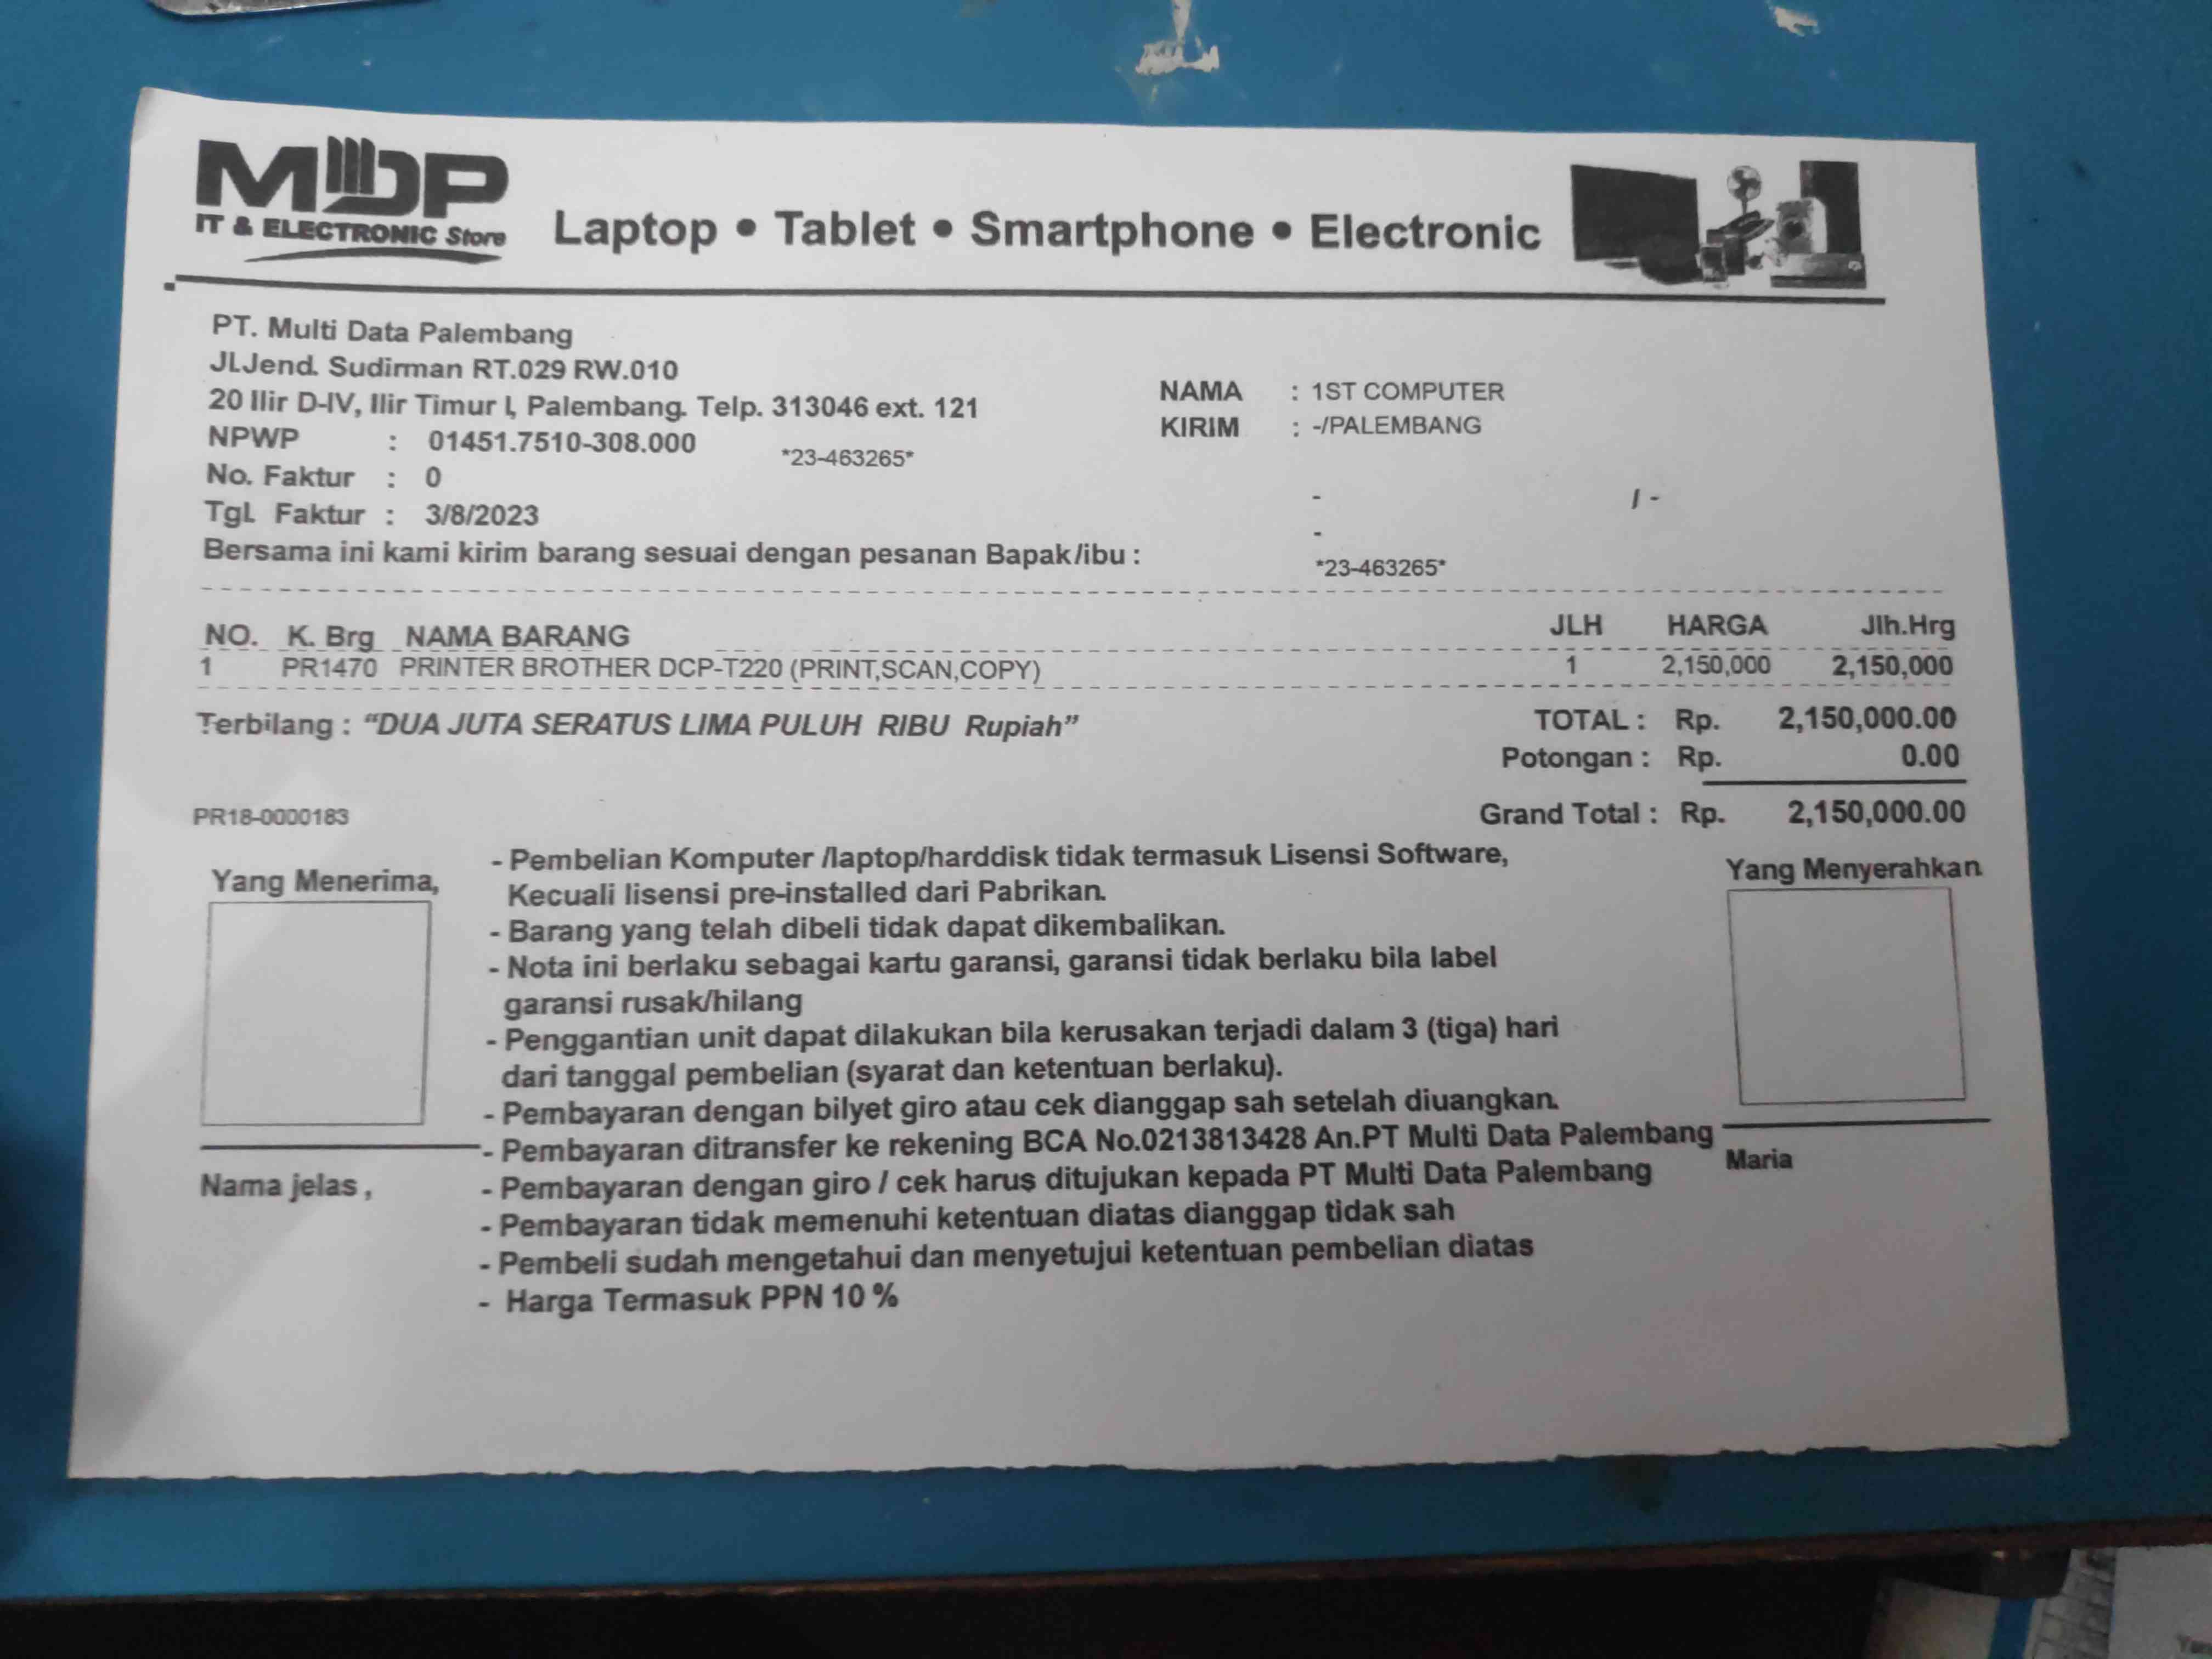 MDP
IT & ELECTRONIC Store
Laptop • Tablet • Smartphone • Electronic
PT. Multi Data Palembang
Jl.Jend. Sudirman RT.029 RW.010
20 Ilir D-IV, Ilir Timur I, Palembang. Telp. 313046 ext. 121
NPWP : 01451.7510-308.000 *23-463265*
No. Faktur : 0
Tgl. Faktur : 3/8/2023
NAMA : 1ST COMPUTER
KIRIM : -/PALEMBANG
- / -
-
Bersama ini kami kirim barang sesuai dengan pesanan Bapak/ibu :
*23-463265*
NO. K. Brg NAMA BARANG JLH HARGA Jlh.Hrg
1 PR1470 PRINTER BROTHER DCP-T220 (PRINT,SCAN,COPY) 1 2,150,000 2,150,000
Terbilang : “DUA JUTA SERATUS LIMA PULUH RIBU Rupiah”
TOTAL : Rp. 2,150,000.00
Potongan : Rp. 0.00
PR18-0000183
Grand Total : Rp. 2,150,000.00
Yang Menerima,
Nama jelas ,
- Pembelian Komputer /laptop/harddisk tidak termasuk Lisensi Software,
Kecuali lisensi pre-installed dari Pabrikan.
- Barang yang telah dibeli tidak dapat dikembalikan.
- Nota ini berlaku sebagai kartu garansi, garansi tidak berlaku bila label
garansi rusak/hilang
- Penggantian unit dapat dilakukan bila kerusakan terjadi dalam 3 (tiga) hari
dari tanggal pembelian (syarat dan ketentuan berlaku).
- Pembayaran dengan bilyet giro atau cek dianggap sah setelah diuangkan.
- Pembayaran ditransfer ke rekening BCA No.0213813428 An.PT Multi Data Palembang
- Pembayaran dengan giro / cek harus ditujukan kepada PT Multi Data Palembang
- Pembayaran tidak memenuhi ketentuan diatas dianggap tidak sah
- Pembeli sudah mengetahui dan menyetujui ketentuan pembelian diatas
- Harga Termasuk PPN 10 %
Yang Menyerahkan
Maria